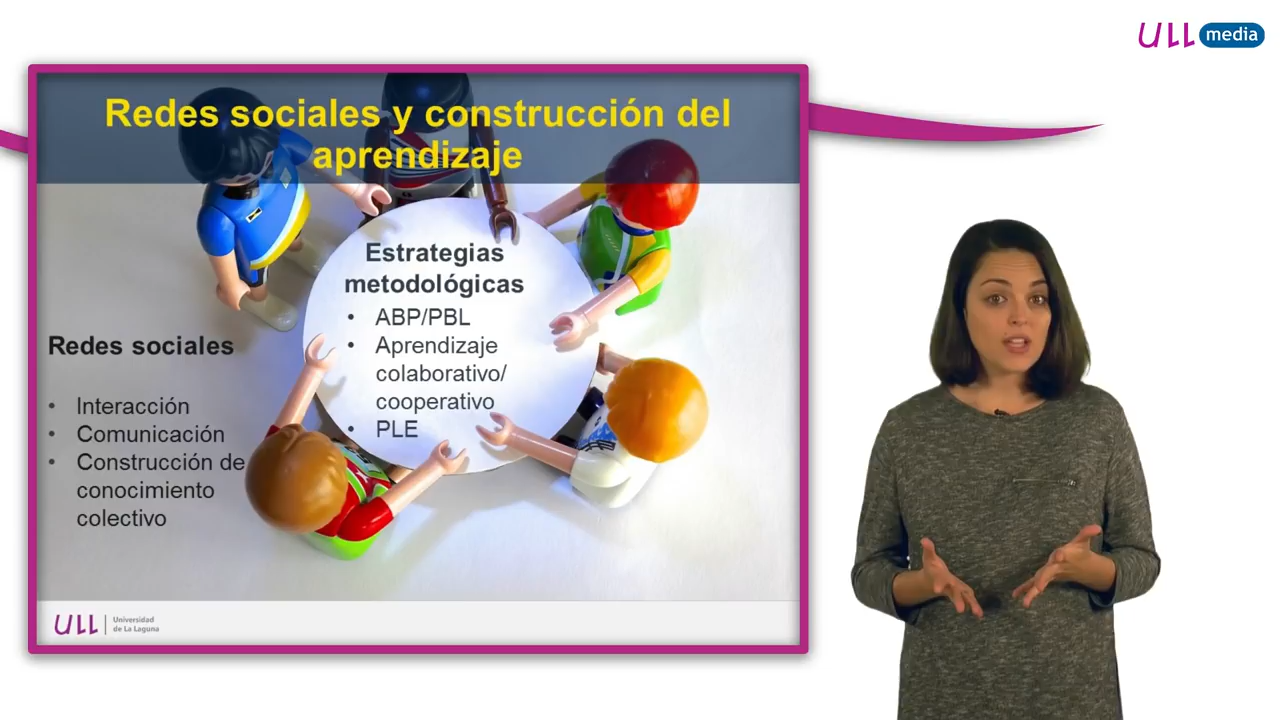 ULL media
Redes sociales y construcción del
aprendizaje
Estrategias
metodológicas
• ABP/PBL
• Aprendizaje
colaborativo/
cooperativo
• PLE
Redes sociales
• Interacción
• Comunicación
• Construcción de
conocimiento
colectivo
ULL
Universidad
de La Laguna